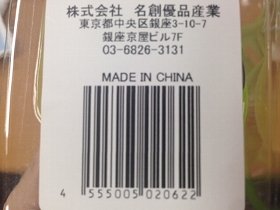 株式会社 名創優品産業
東京都中央区銀座3-10-7
銀座京屋ビル7F
03-6826-3131
MADE IN CHINA
4 555005 020622